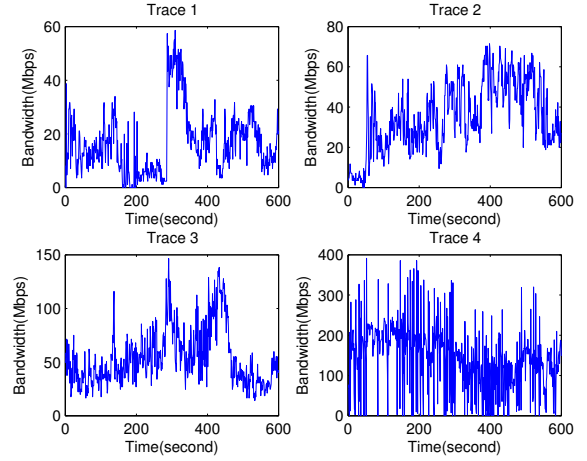 Trace 1
60
40
20
0
0 200 400 600
Bandwidth(Mbps)
Time(second)
Trace 2
80
60
40
20
0
0 200 400 600
Bandwidth(Mbps)
Time(second)
Trace 3
150
100
50
0
0 200 400 600
Bandwidth(Mbps)
Time(second)
Trace 4
400
300
200
100
0
0 200 400 600
Bandwidth(Mbps)
Time(second)